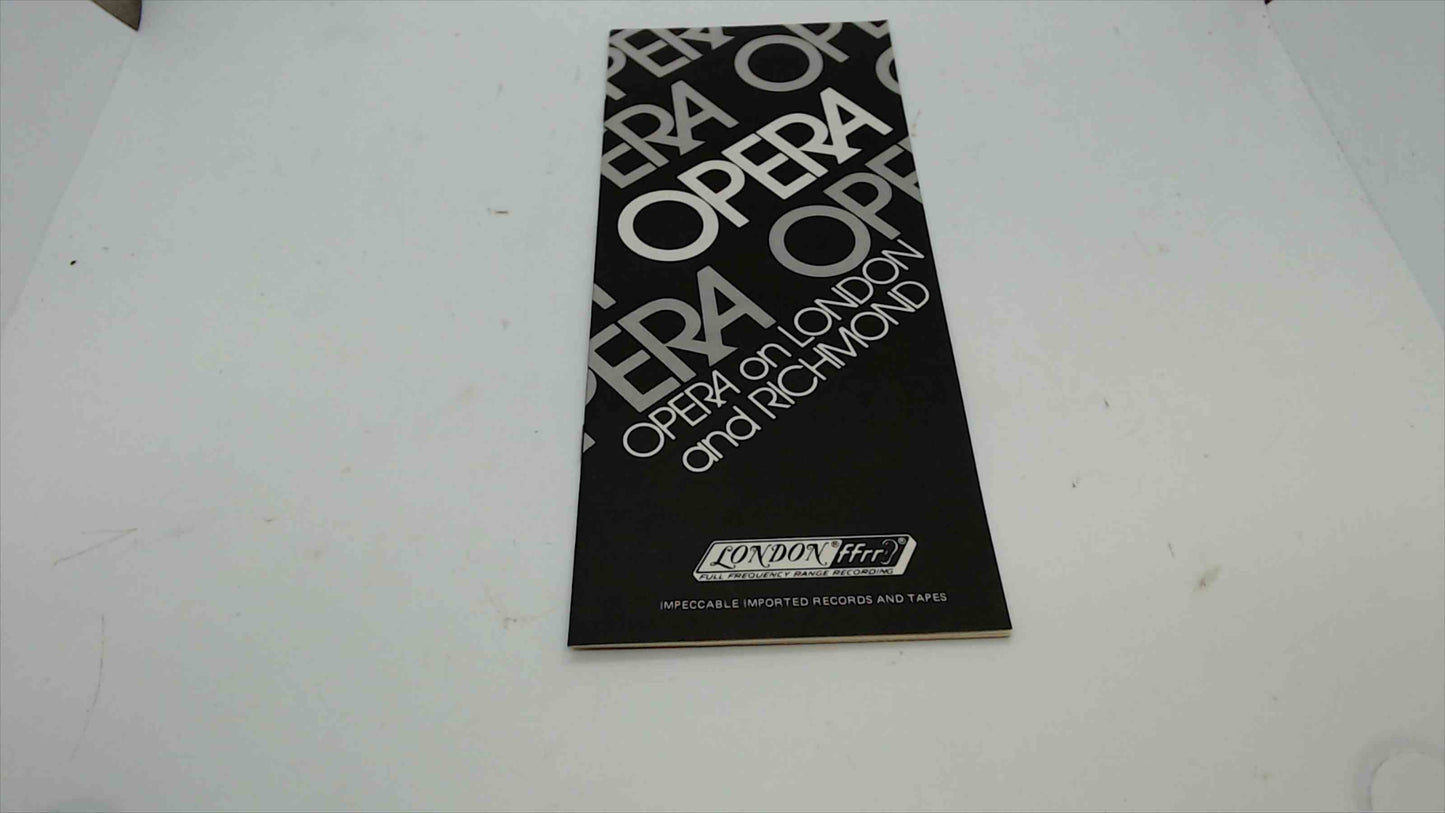 OPERA
OPERA
OPERA
OPERA
OPERA
OPERA on LONDON
and RICHMOND
LONDON® ffrr®
FULL FREQUENCY RANGE RECORDING
IMPECCABLE IMPORTED RECORDS AND TAPES